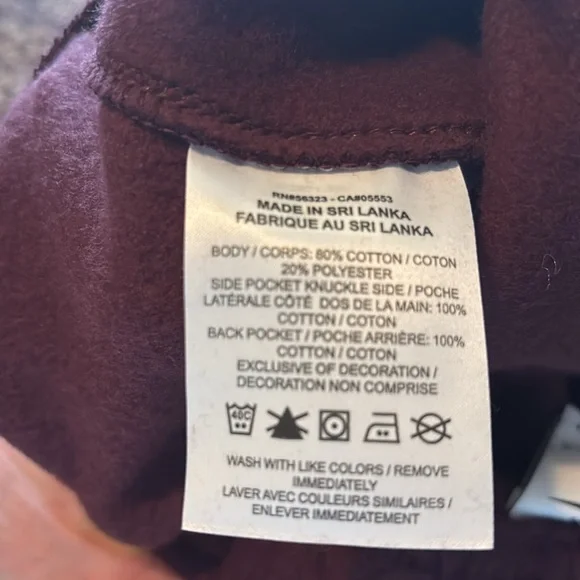 RN#56323 - CA#05553
MADE IN SRI LANKA
FABRIQUE AU SRI LANKA
BODY / CORPS: 80% COTTON / COTON
20% POLYESTER
SIDE POCKET KNUCKLE SIDE / POCHE
LATÉRALE CÔTÉ DOS DE LA MAIN: 100%
COTTON / COTON
BACK POCKET / POCHE ARRIÈRE: 100%
COTTON / COTON
EXCLUSIVE OF DECORATION /
DECORATION NON COMPRISE
40C
WASH WITH LIKE COLORS / REMOVE
IMMEDIATELY
LAVER AVEC COULEURS SIMILAIRES /
ENLEVER IMMEDIATEMENT